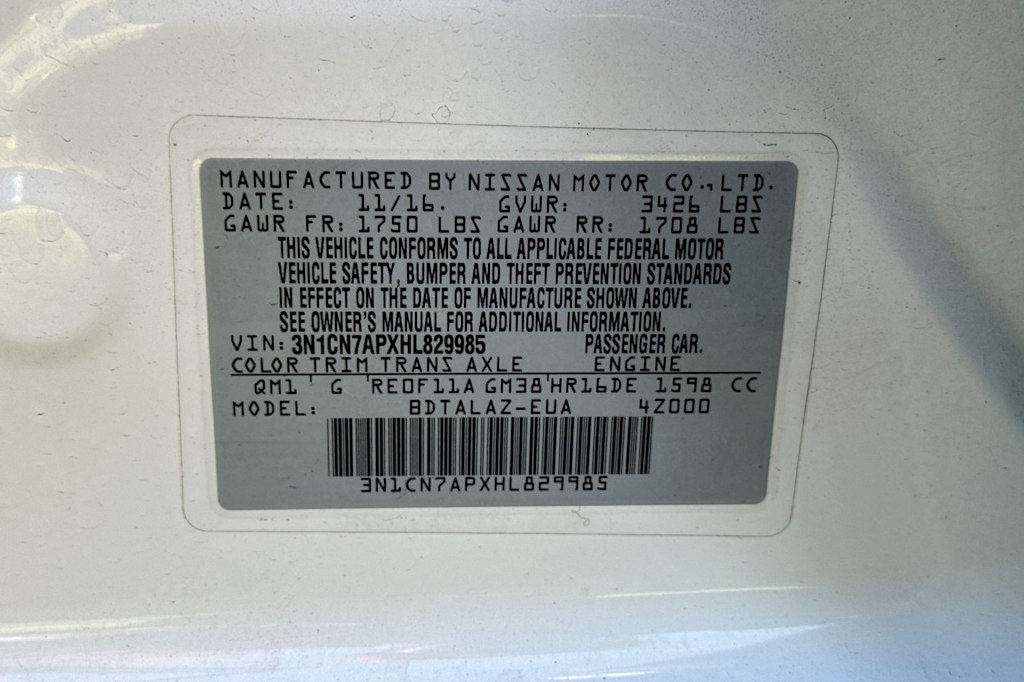 MANUFACTURED BY NISSAN MOTOR CO., LTD.
DATE: 11/16. GVWR: 3426 LBS
GAWR FR: 1750 LBS GAWR RR: 1708 LBS
THIS VEHICLE CONFORMS TO ALL APPLICABLE FEDERAL MOTOR
VEHICLE SAFETY, BUMPER AND THEFT PREVENTION STANDARDS
IN EFFECT ON THE DATE OF MANUFACTURE SHOWN ABOVE.
SEE OWNER'S MANUAL FOR ADDITIONAL INFORMATION.
VIN: 3N1CN7APXHL829985 PASSENGER CAR.
COLOR TRIM TRANS AXLE ENGINE
QM1 ' G 'RE0F11A GM38'HR16DE 1598 CC
MODEL: BDTALAZ-EUA 4Z000
3N1CN7APXHL829985